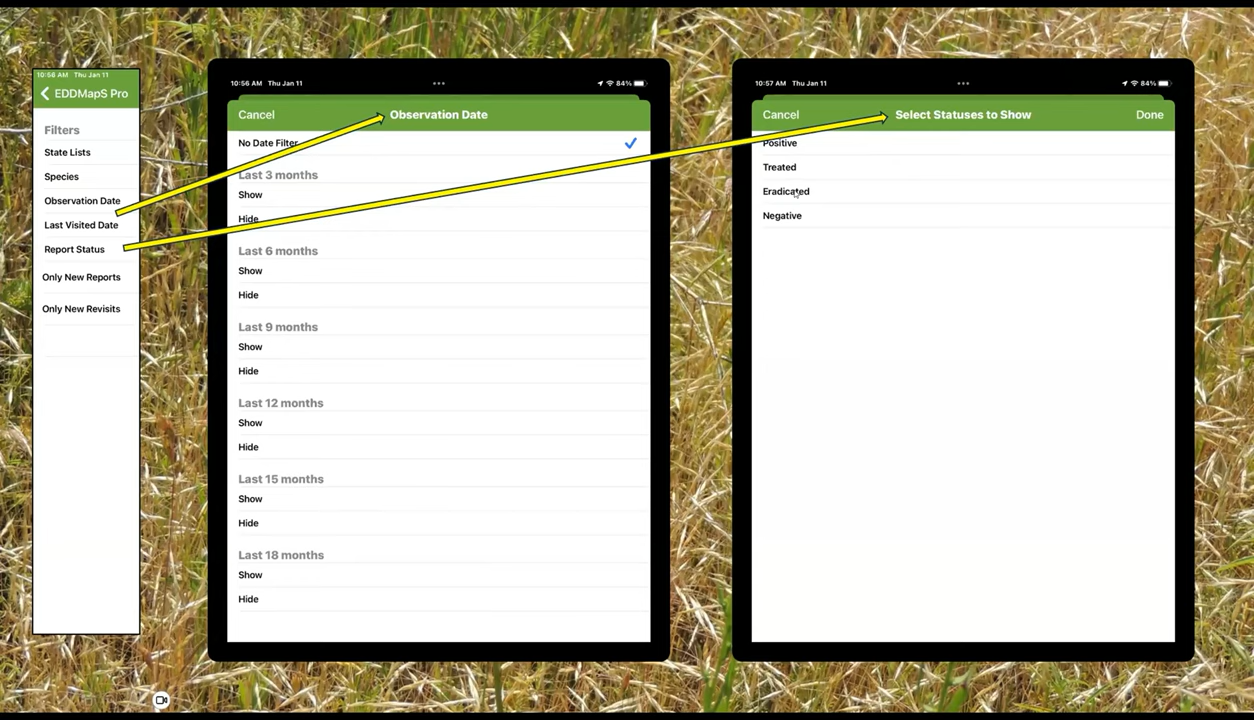 10:56 AM Thu Jan 11
EDDMapS Pro
Filters
State Lists
Species
Observation Date
Last Visited Date
Report Status
Only New Reports
Only New Revisits
10:56 AM Thu Jan 11
84%
Cancel
Observation Date
No Date Filter
Last 3 months
Show
Hide
Last 6 months
Show
Hide
Last 9 months
Show
Hide
Last 12 months
Show
Hide
Last 15 months
Show
Hide
Last 18 months
Show
Hide
10:57 AM Thu Jan 11
84%
Cancel
Select Statuses to Show
Done
Positive
Treated
Eradicated
Negative